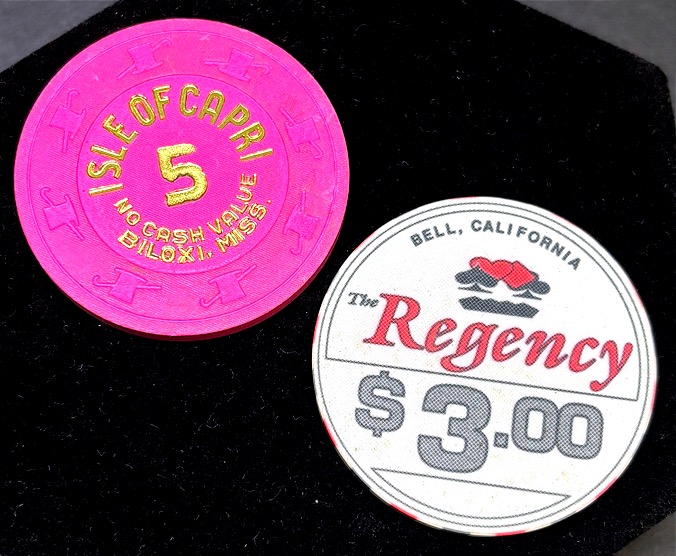 ISLE OF CAPRI
5
NO CASH VALUE
BILOXI, MISS.
BELL, CALIFORNIA
The Regency
$3.00